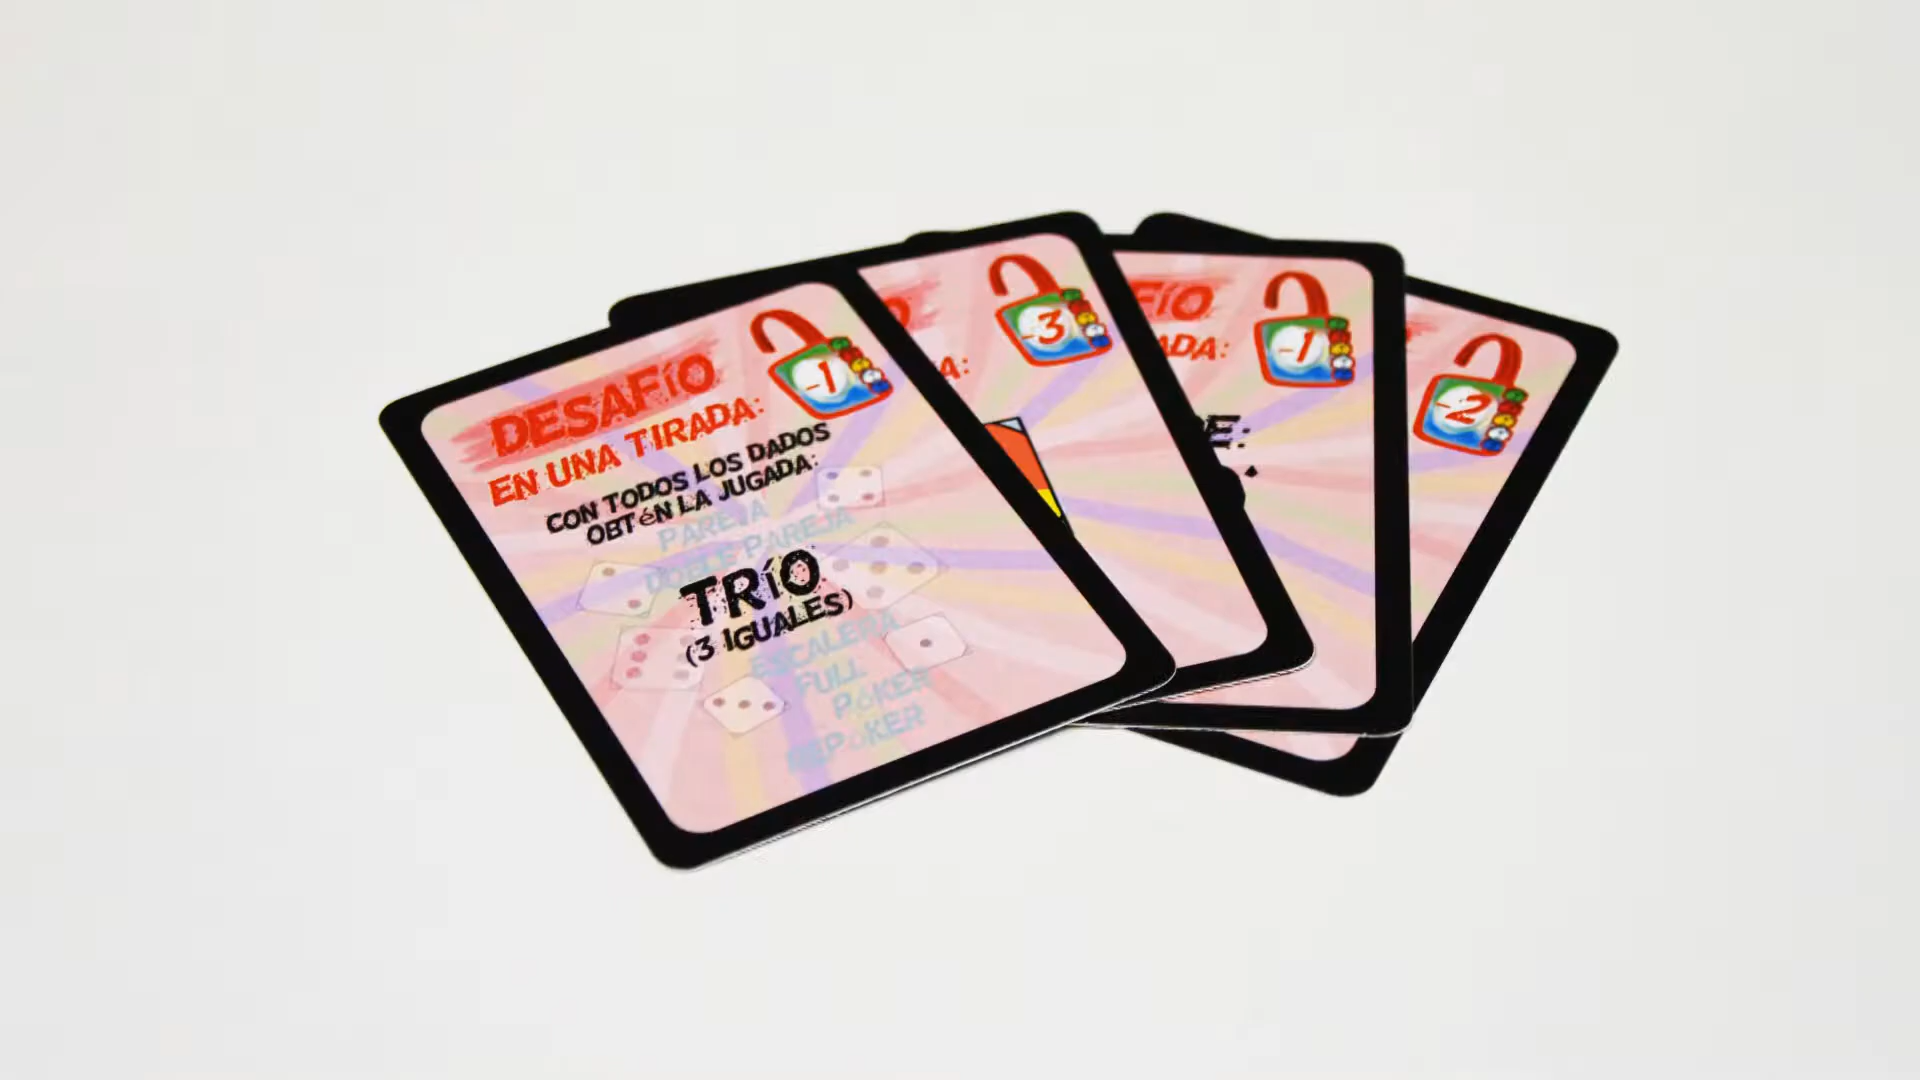 DESAFÍO
-1
EN UNA TIRADA:
CON TODOS LOS DADOS
OBTÉN LA JUGADA:
PAREJA
DOBLE PAREJA
TRÍO
(3 IGUALES)
ESCALERA
FULL
PÓKER
REPÓKER
O
-3
A:
FÍO
-1
ADA:
E:
-2